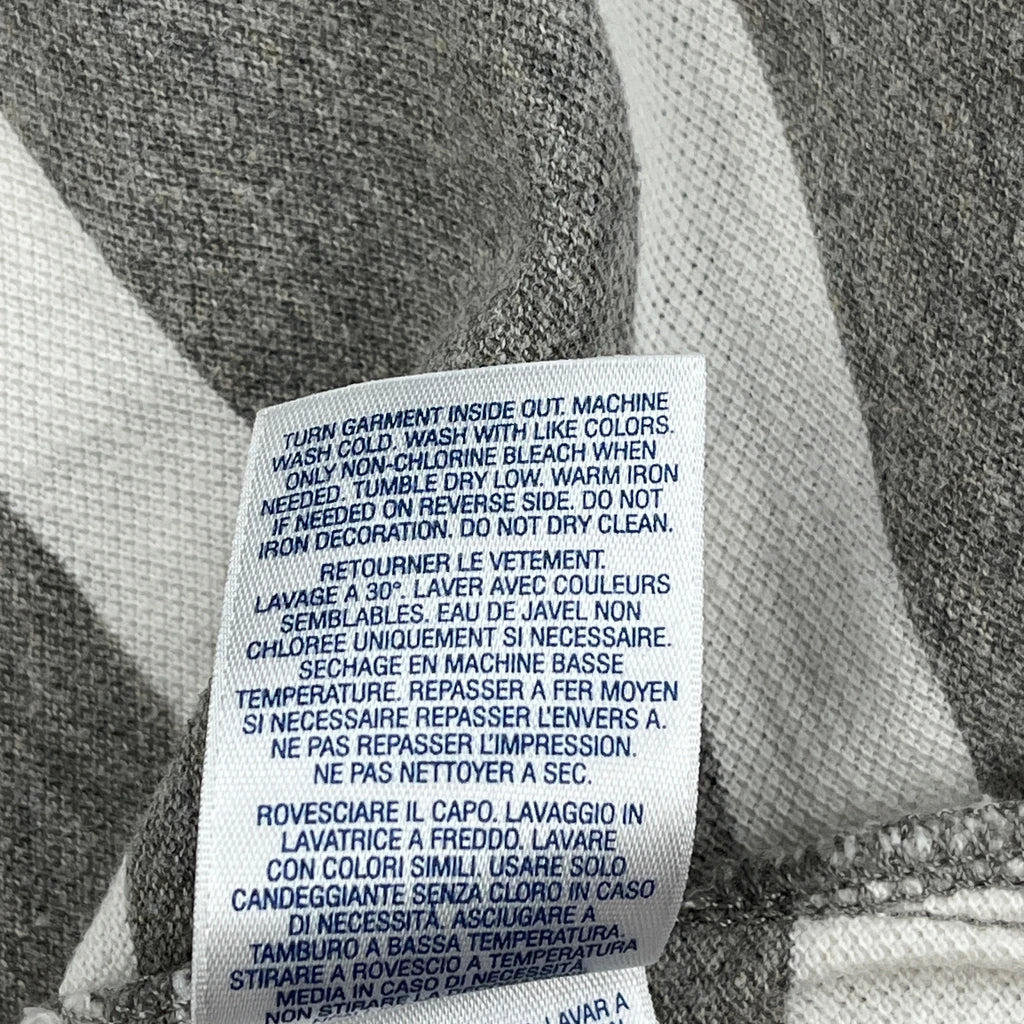 TURN GARMENT INSIDE OUT. MACHINE
WASH COLD. WASH WITH LIKE COLORS.
ONLY NON-CHLORINE BLEACH WHEN
NEEDED. TUMBLE DRY LOW. WARM IRON
IF NEEDED ON REVERSE SIDE. DO NOT
IRON DECORATION. DO NOT DRY CLEAN.
RETOURNER LE VETEMENT.
LAVAGE A 30°. LAVER AVEC COULEURS
SEMBLABLES. EAU DE JAVEL NON
CHLOREE UNIQUEMENT SI NECESSAIRE.
SECHAGE EN MACHINE BASSE
TEMPERATURE. REPASSER A FER MOYEN
SI NECESSAIRE REPASSER L'ENVERS A.
NE PAS REPASSER L'IMPRESSION.
NE PAS NETTOYER A SEC.
ROVESCIARE IL CAPO. LAVAGGIO IN
LAVATRICE A FREDDO. LAVARE
CON COLORI SIMILI. USARE SOLO
CANDEGGIANTE SENZA CLORO IN CASO
DI NECESSITÀ. ASCIUGARE A
TAMBURO A BASSA TEMPERATURA.
STIRARE A ROVESCIO A TEMPERATURA
MEDIA IN CASO DI NECESSITÀ
NON STIRARE LA
LAVAR A